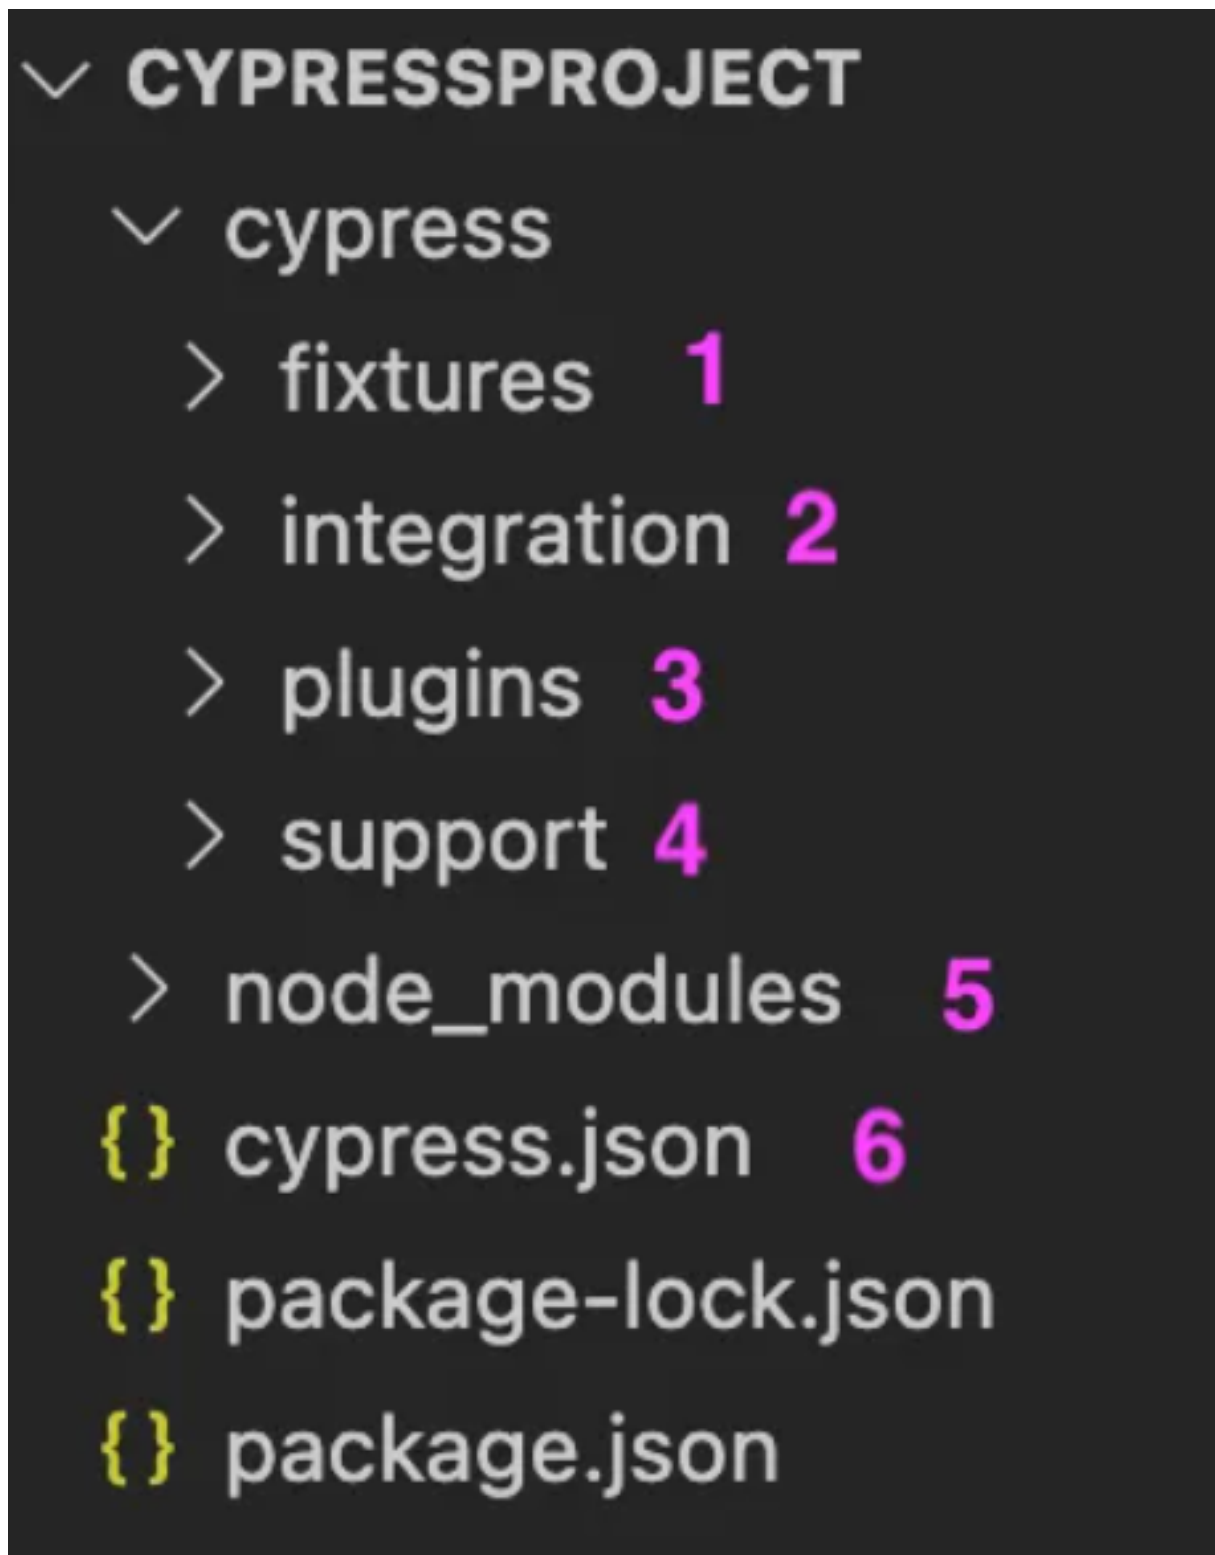 CYPRESSPROJECT
cypress
fixtures 1
integration 2
plugins 3
support 4
node_modules 5
{} cypress.json 6
{} package-lock.json
{} package.json